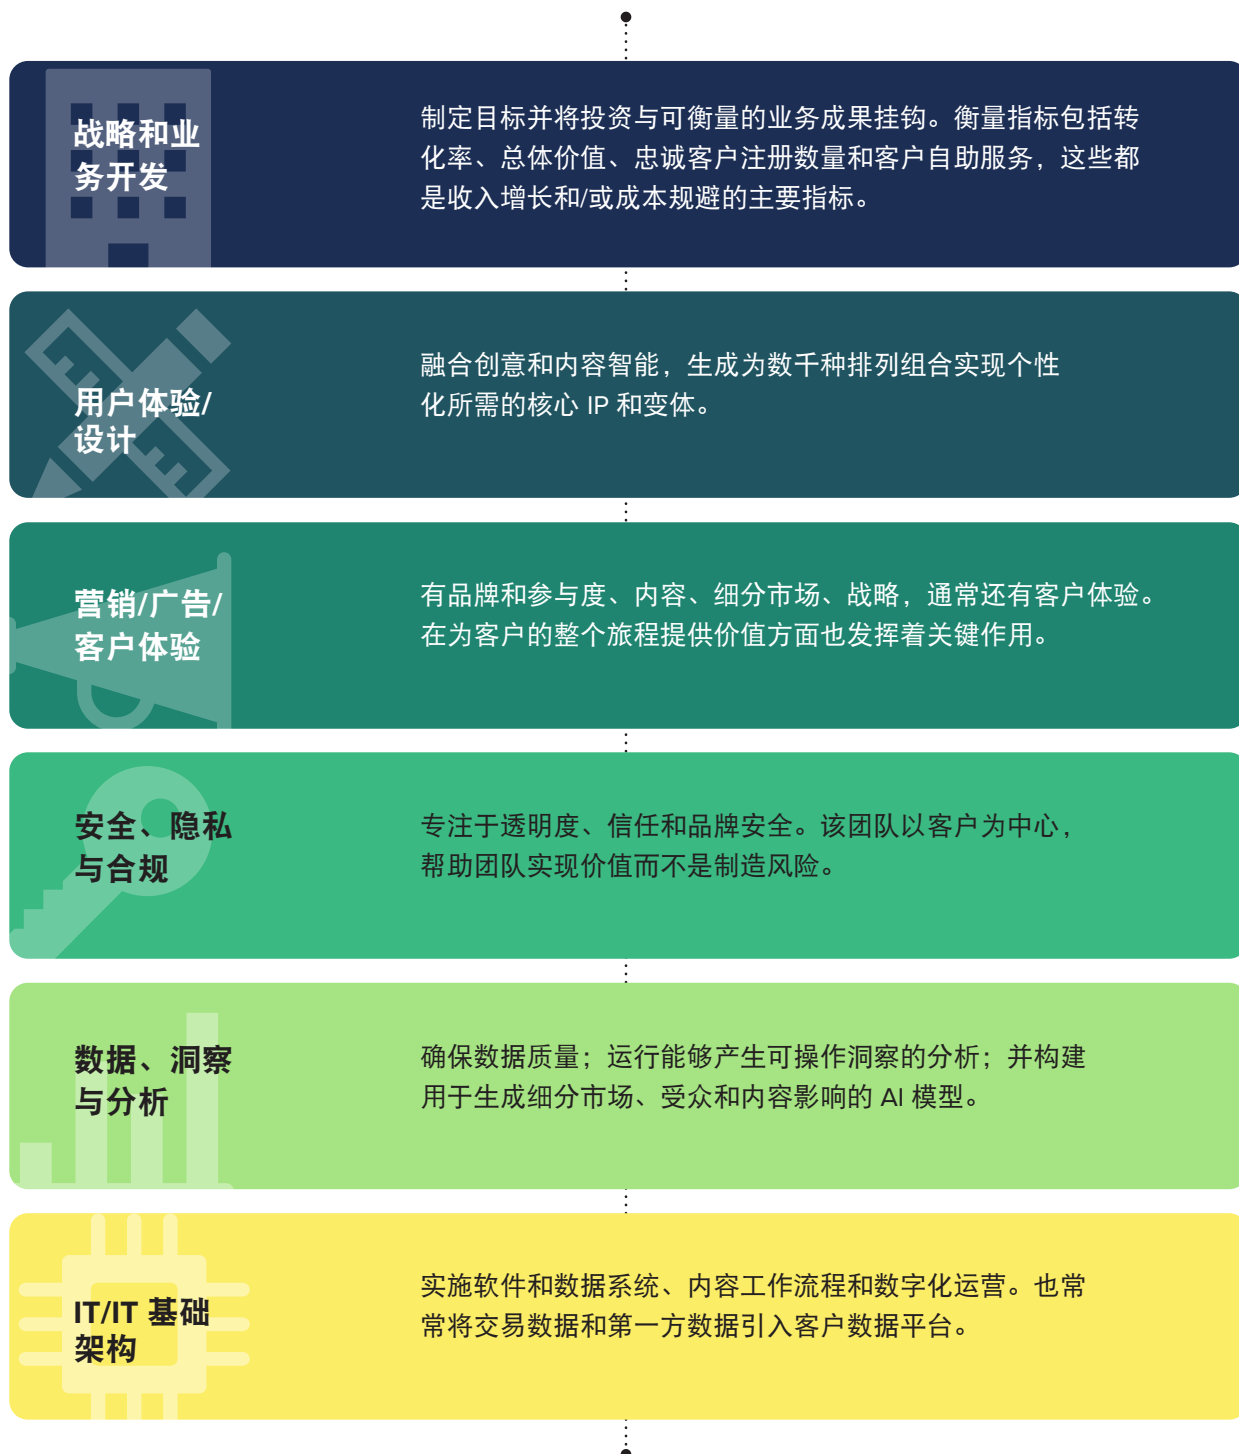 战略和业
务开发
制定目标并将投资与可衡量的业务成果挂钩。衡量指标包括转
化率、总体价值、忠诚客户注册数量和客户自助服务，这些都
是收入增长和/或成本规避的主要指标。
用户体验/
设计
融合创意和内容智能，生成为数千种排列组合实现个性
化所需的核心 IP 和变体。
营销/广告/
客户体验
有品牌和参与度、内容、细分市场、战略，通常还有客户体验。
在为客户的整个旅程提供价值方面也发挥着关键作用。
安全、隐私
与合规
专注于透明度、信任和品牌安全。该团队以客户为中心，
帮助团队实现价值而不是制造风险。
数据、洞察
与分析
确保数据质量；运行能够产生可操作洞察的分析；并构建
用于生成细分市场、受众和内容影响的 AI 模型。
IT/IT 基础
架构
实施软件和数据系统、内容工作流程和数字化运营。也常
常将交易数据和第一方数据引入客户数据平台。